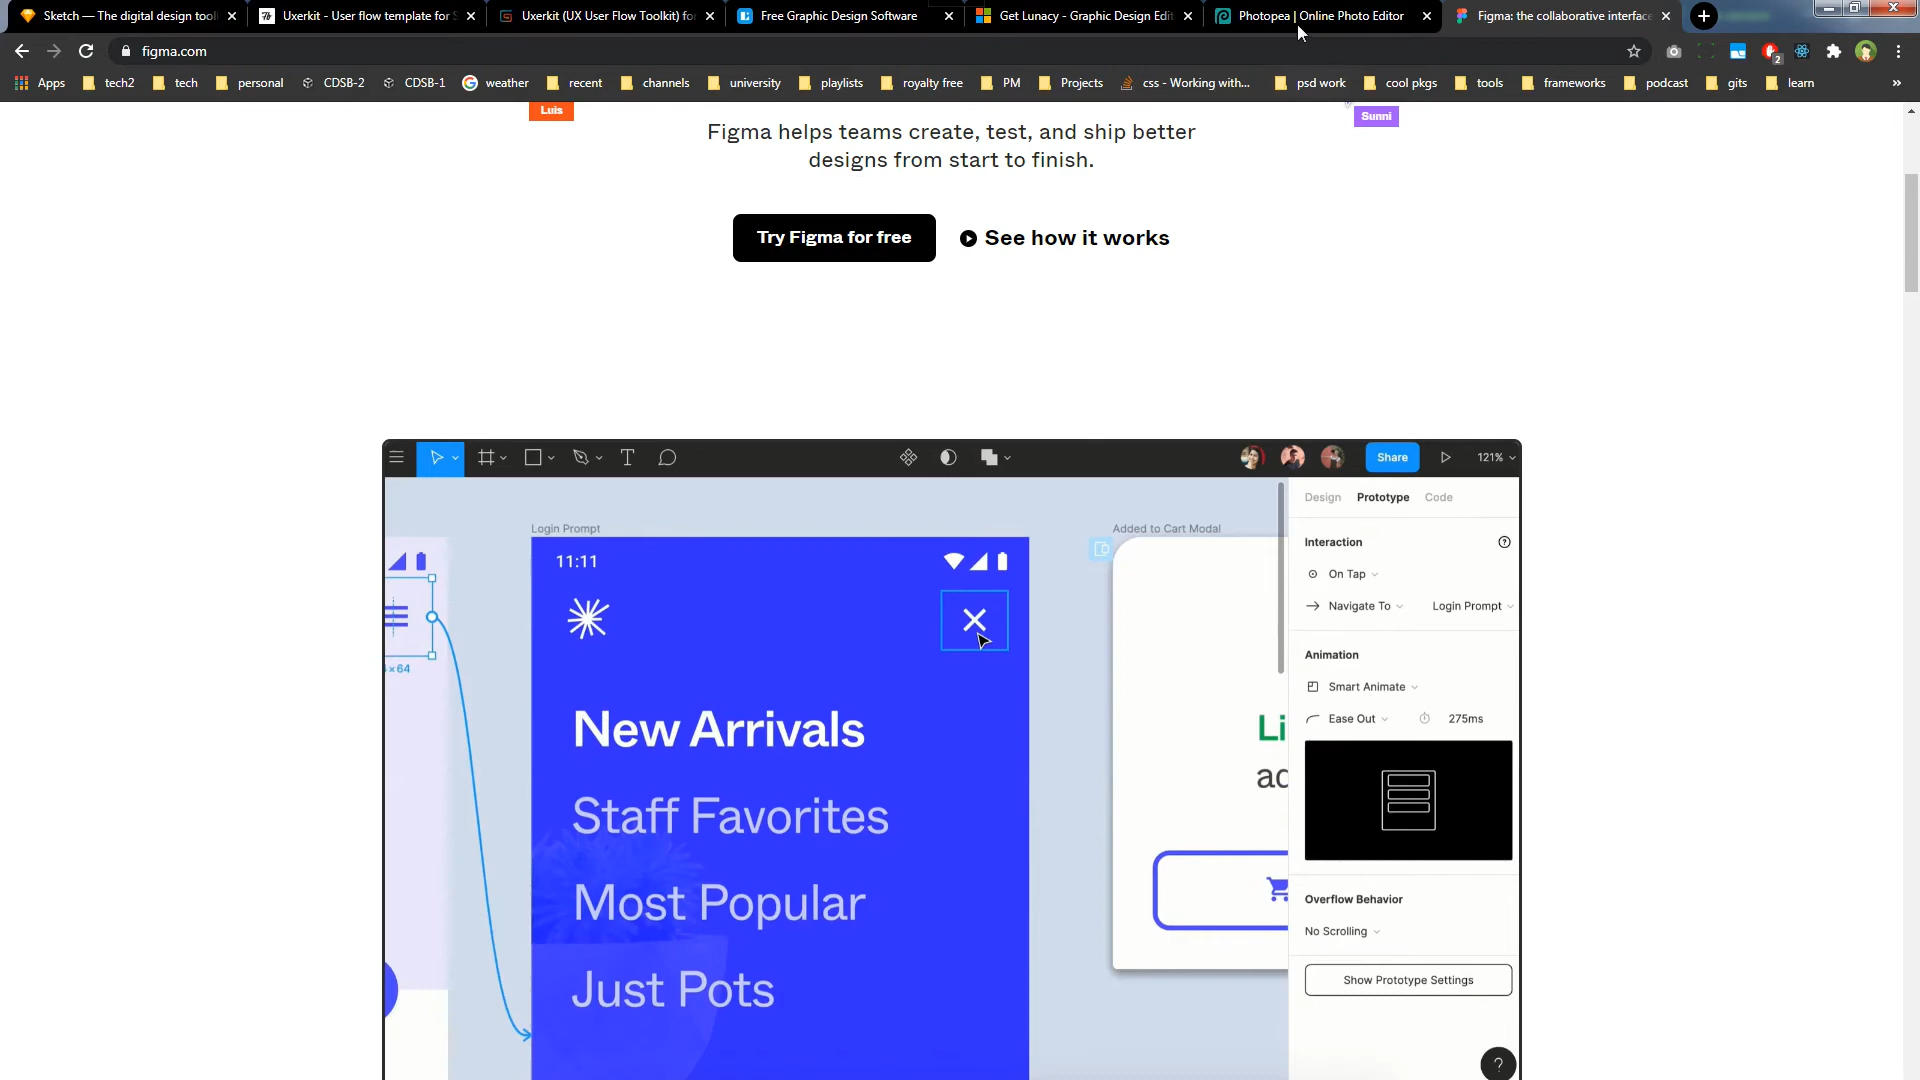 Sketch — The digital design tool
Uxerkit - User flow template for S
Uxerkit (UX User Flow Toolkit) for
Free Graphic Design Software
Get Lunacy - Graphic Design Edit
Photopea | Online Photo Editor
Figma: the collaborative interface
figma.com
2
Apps
tech2
tech
personal
CDSB-2
CDSB-1
weather
recent
channels
university
playlists
royalty free
PM
Projects
css - Working with...
psd work
cool pkgs
tools
frameworks
podcast
gits
learn
»
Luis
Sunni
Figma helps teams create, test, and ship better
designs from start to finish.
Try Figma for free
See how it works
Share
121%
Design Prototype Code
Login Prompt
Added to Cart Modal
11:11
Interaction
On Tap
Navigate To
Login Prompt
× 64
Animation
Smart Animate
Ease Out
275ms
New Arrivals
Li
ad
Staff Favorites
Most Popular
Overflow Behavior
No Scrolling
Just Pots
Show Prototype Settings
?